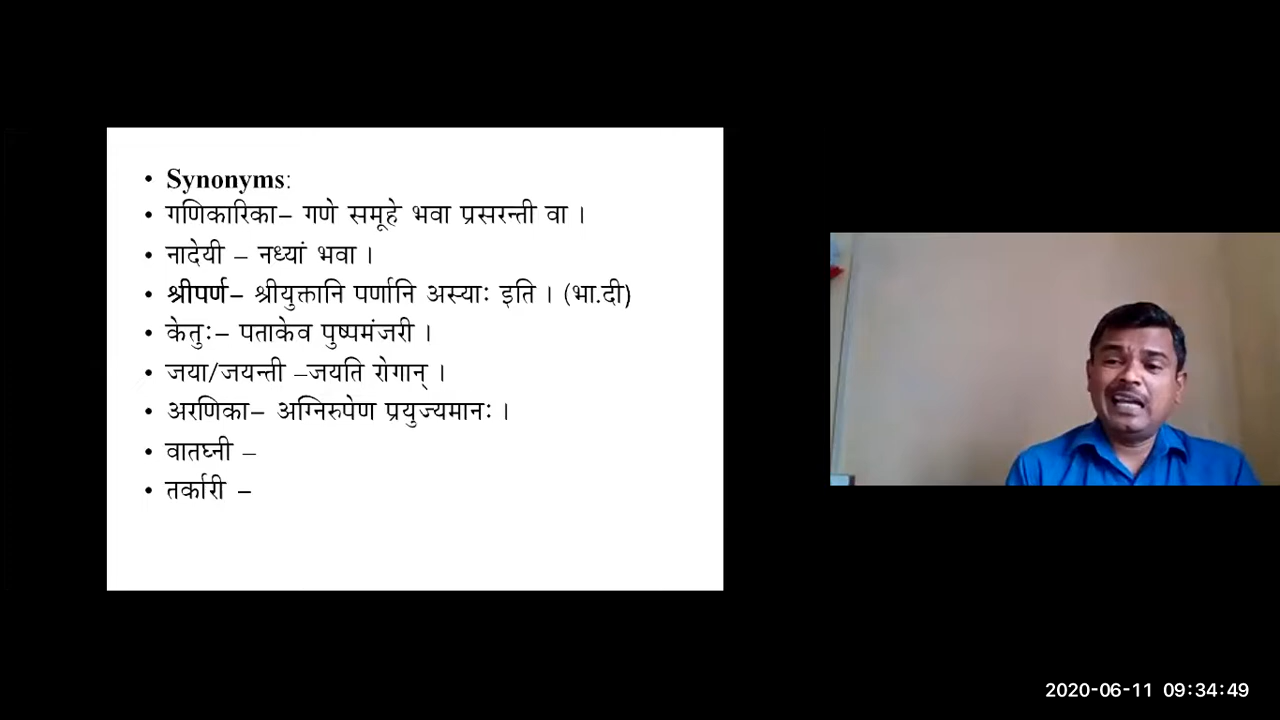 • Synonyms:
• गणिकारिका– गणे समूहे भवा प्रसरन्ती वा ।
• नादेयी – नध्यां भवा ।
• श्रीपर्ण– श्रीयुक्तानि पर्णानि अस्याः इति । (भा.दी)
• केतुः– पताकेव पुष्पमंजरी ।
• जया/जयन्ती –जयति रोगान् ।
• अरणिका– अग्निरुपेण प्रयुज्यमानः ।
• वातघ्नी –
• तर्कारी –
2020-06-11 09:34:49